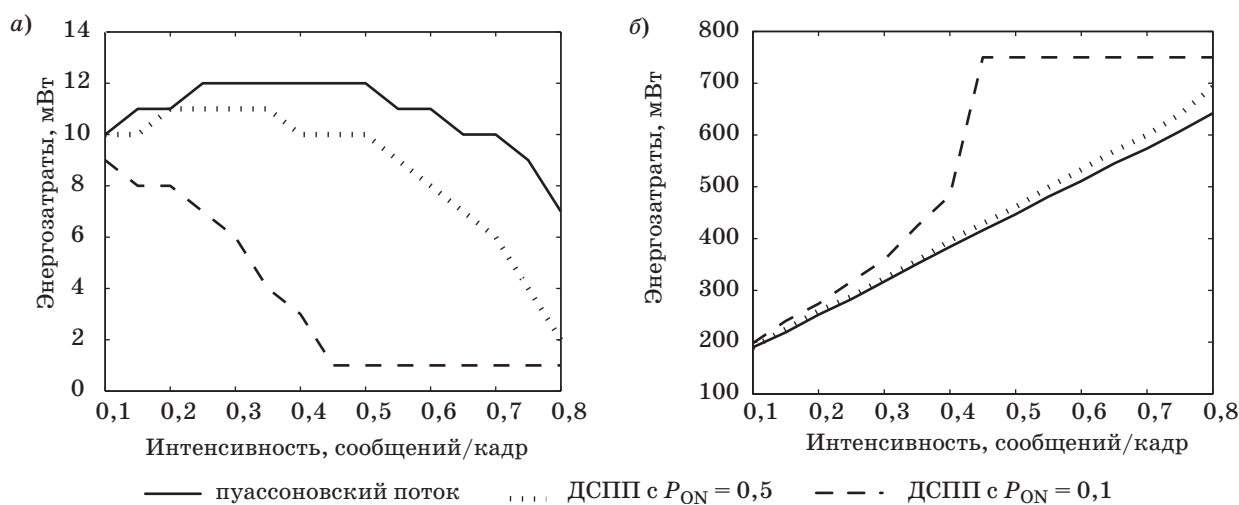 а)
Энергозатраты, мВт
14
12
10
8
6
4
2
0
0,1 0,2 0,3 0,4 0,5 0,6 0,7 0,8
Интенсивность, сообщений/кадр
б)
Энергозатраты, мВт
800
700
600
500
400
300
200
100
0,1 0,2 0,3 0,4 0,5 0,6 0,7 0,8
Интенсивность, сообщений/кадр
пуассоновский поток ДСПП с PON = 0,5 ДСПП с PON = 0,1